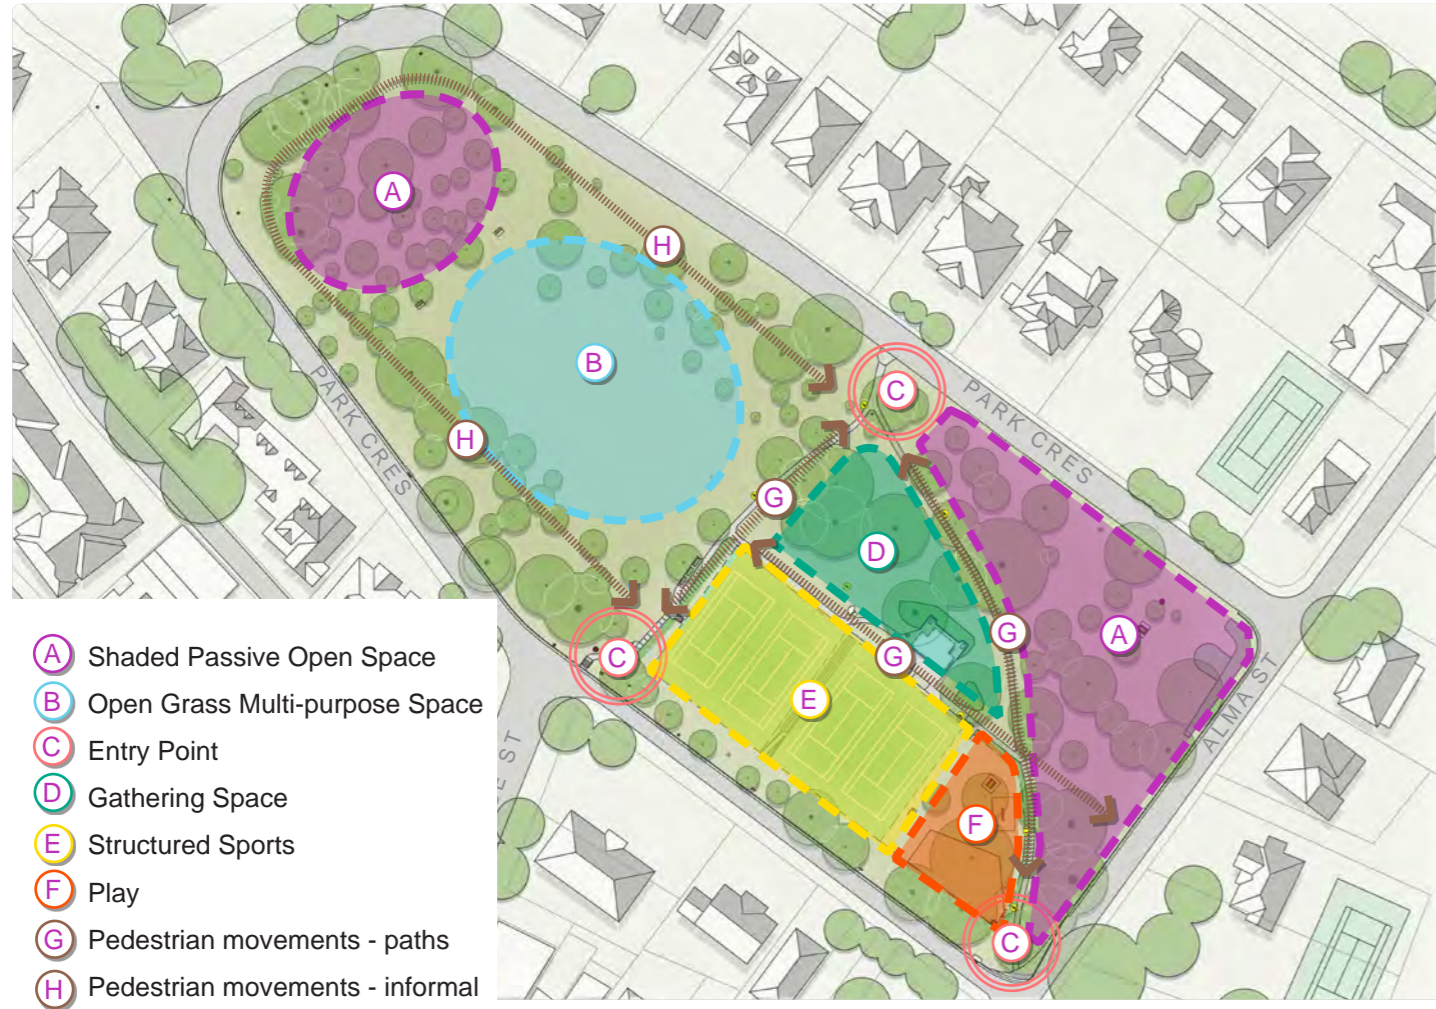 A
H
B
C
PARK CRES
PARK CRES
H
G
D
G
A
G
C
E
ALMA ST
E ST
F
C
A Shaded Passive Open Space
B Open Grass Multi-purpose Space
C Entry Point
D Gathering Space
E Structured Sports
F Play
G Pedestrian movements - paths
H Pedestrian movements - informal